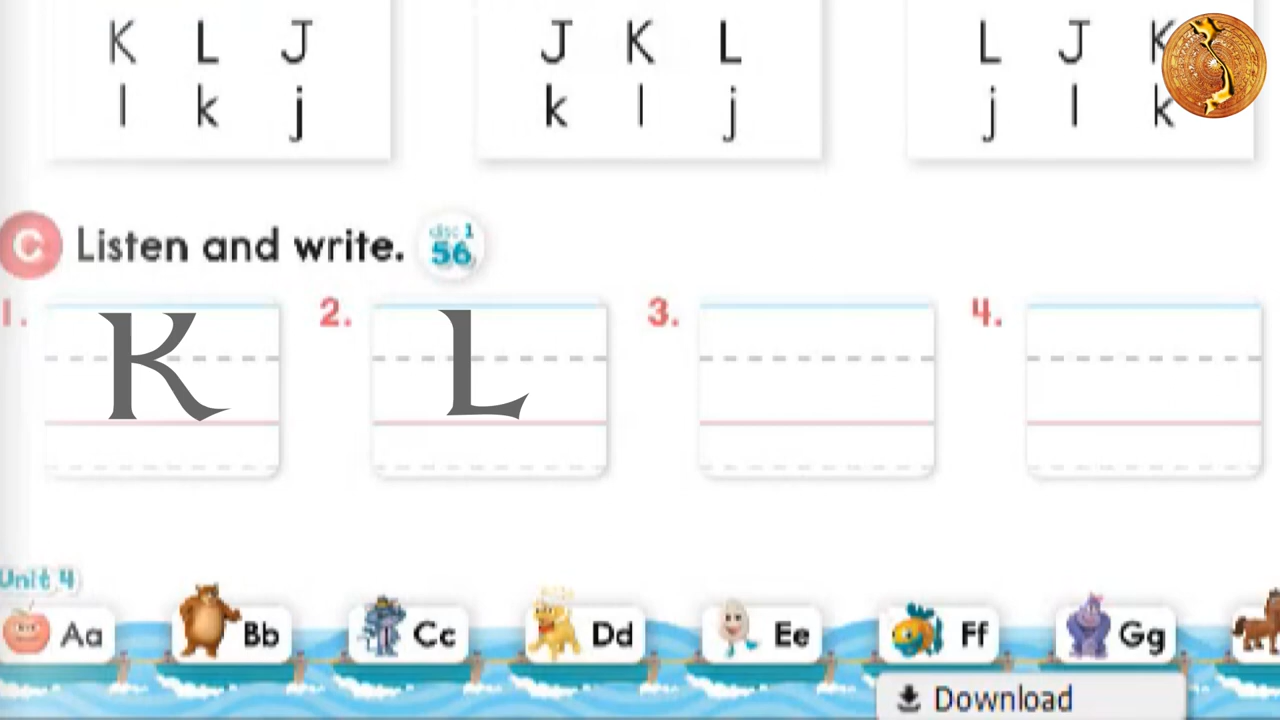 K L J J K L L J K
l k j k l j j l k
C Listen and write. disc 1 56
1. K 2. L 3. 4.
Unit 4
Aa Bb Cc Dd Ee Ff Gg
Download